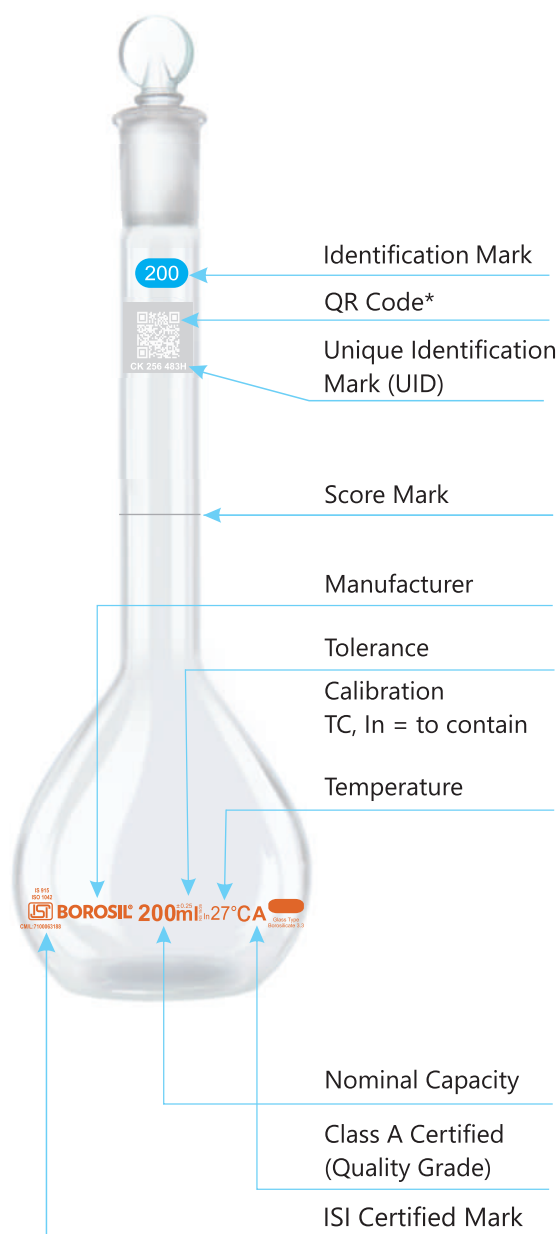 200
Identification Mark
QR Code*
CK 256 483H
Unique Identification
Mark (UID)
Score Mark
Manufacturer
Tolerance
Calibration
TC, In = to contain
Temperature
IS 915
ISO 1042
ISI
CM/L:7100063188
BOROSIL®
200ml
±0.25
In
27°C
A
Glass Type
Borosilicate 3.3
Nominal Capacity
Class A Certified
(Quality Grade)
ISI Certified Mark